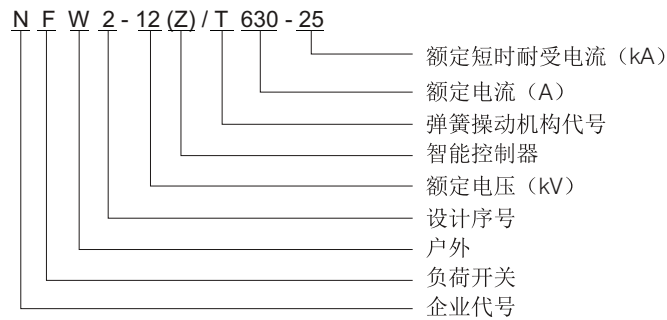 N F W 2 - 12 (Z) / T 630 - 25
额定短时耐受电流（kA）
额定电流（A）
弹簧操动机构代号
智能控制器
额定电压（kV）
设计序号
户外
负荷开关
企业代号